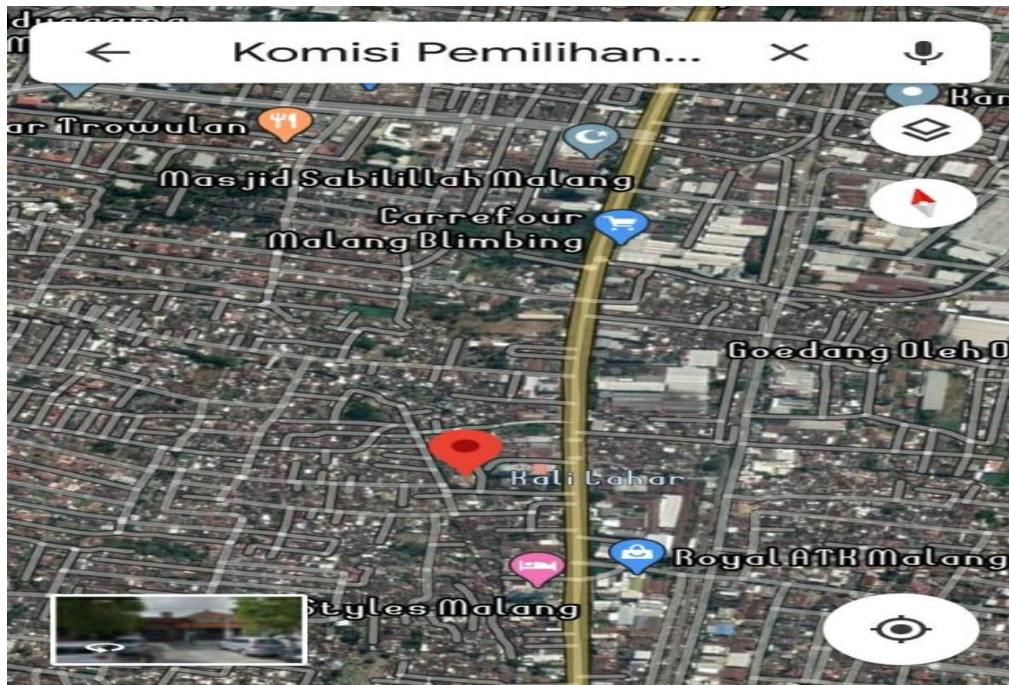 Komisi Pemilihan...
ar Trowulan
Masjid Sabilillah Malang
Carrefour
Malang Blimbing
Goedang Oleh O
Kali Lahar
Royal ATK Malang
Styles Malang